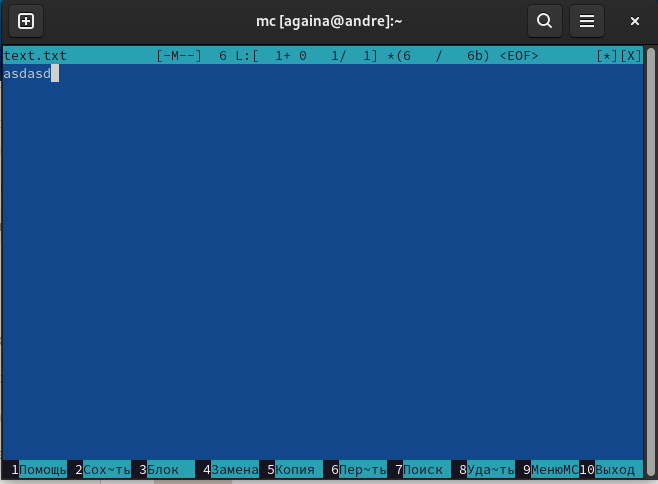 mc [againa@andre]:~
text.txt [-M--] 6 L:[ 1+ 0 1/ 1] *(6 / 6b) <EOF> [*][X]
asdasd
1Помощь 2Сох~ть 3Блок 4Замена 5Копия 6Пер~ть 7Поиск 8Уда~ть 9МенюMC 10Выход